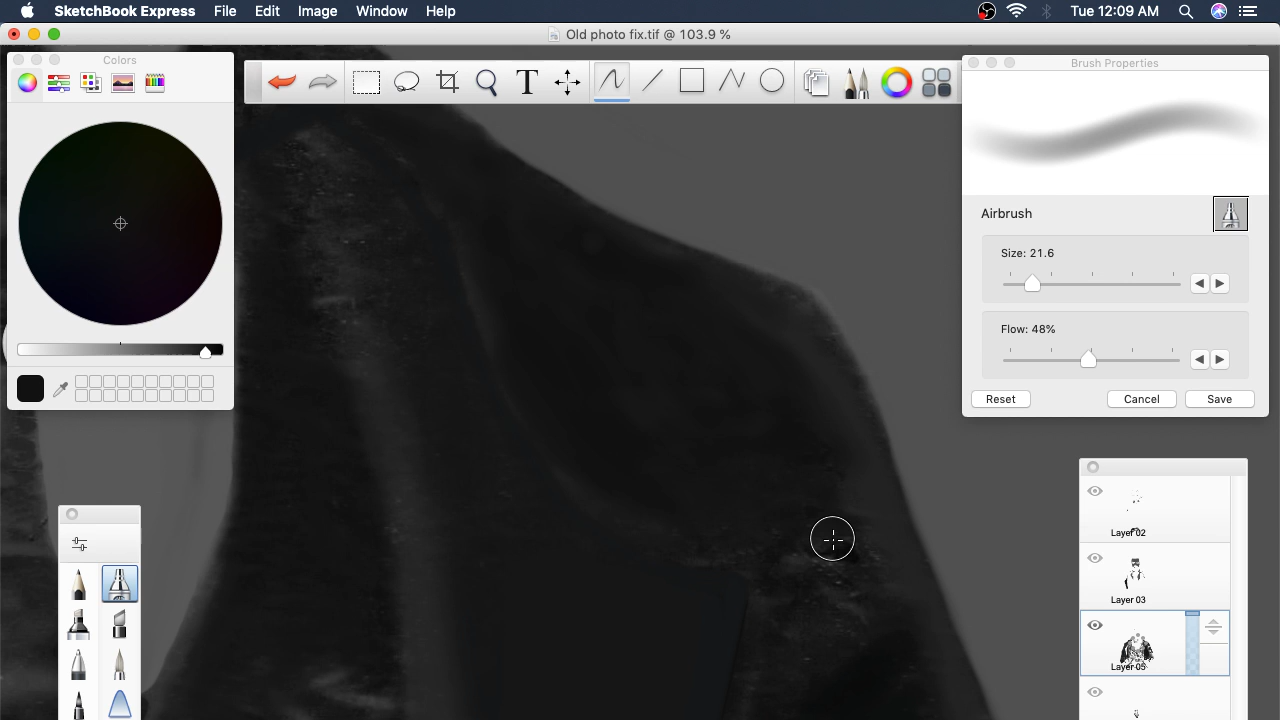 SketchBook Express File Edit Image Window Help Tue 12:09 AM
Old photo fix.tif @ 103.9 %
Colors
T
Brush Properties
Airbrush
Size: 21.6
Flow: 48%
Reset Cancel Save
Layer 02
Layer 03
Layer 05